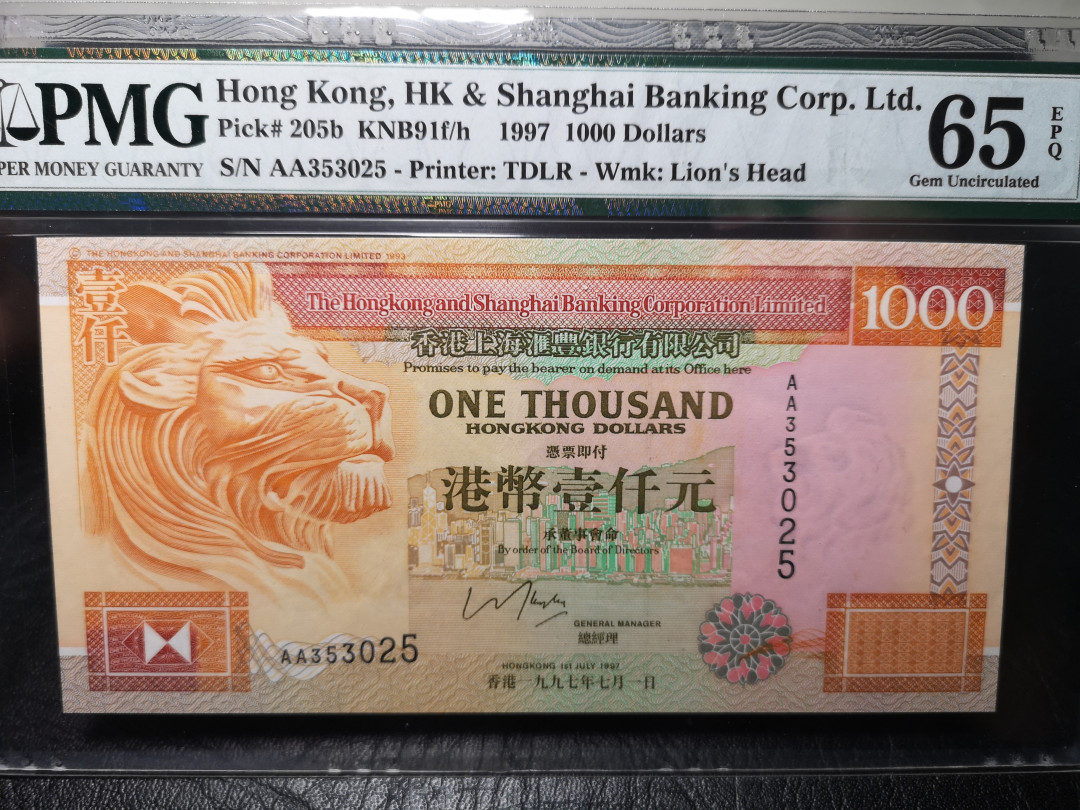 PMG
PER MONEY GUARANTY
Hong Kong, HK & Shanghai Banking Corp. Ltd.
Pick# 205b KNB91f/h 1997 1000 Dollars
S/N AA353025 - Printer: TDLR - Wmk: Lion's Head
65
EPQ
Gem Uncirculated
© THE HONGKONG AND SHANGHAI BANKING CORPORATION LIMITED 1993
壹仟
The Hongkong and Shanghai Banking Corporation Limited
1000
香港上海滙豐銀行有限公司
Promises to pay the bearer on demand at its Office here
ONE THOUSAND
HONGKONG DOLLARS
憑票即付
港幣壹仟元
承董事會命
By order of the Board of Directors
AA353025
GENERAL MANAGER
總經理
AA353025
HONGKONG 1st JULY 1997
香港一九九七年七月一日